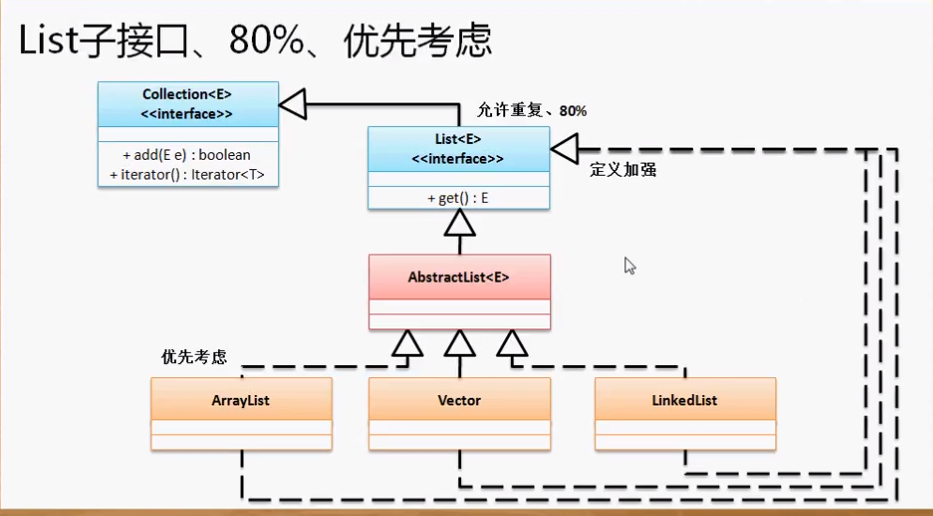 List子接口、80%、优先考虑
Collection<E>
<<interface>>
+ add(E e) : boolean
+ iterator() : Iterator<T>
允许重复、80%
List<E>
<<interface>>
+ get() : E
定义加强
AbstractList<E>
优先考虑
ArrayList
Vector
LinkedList